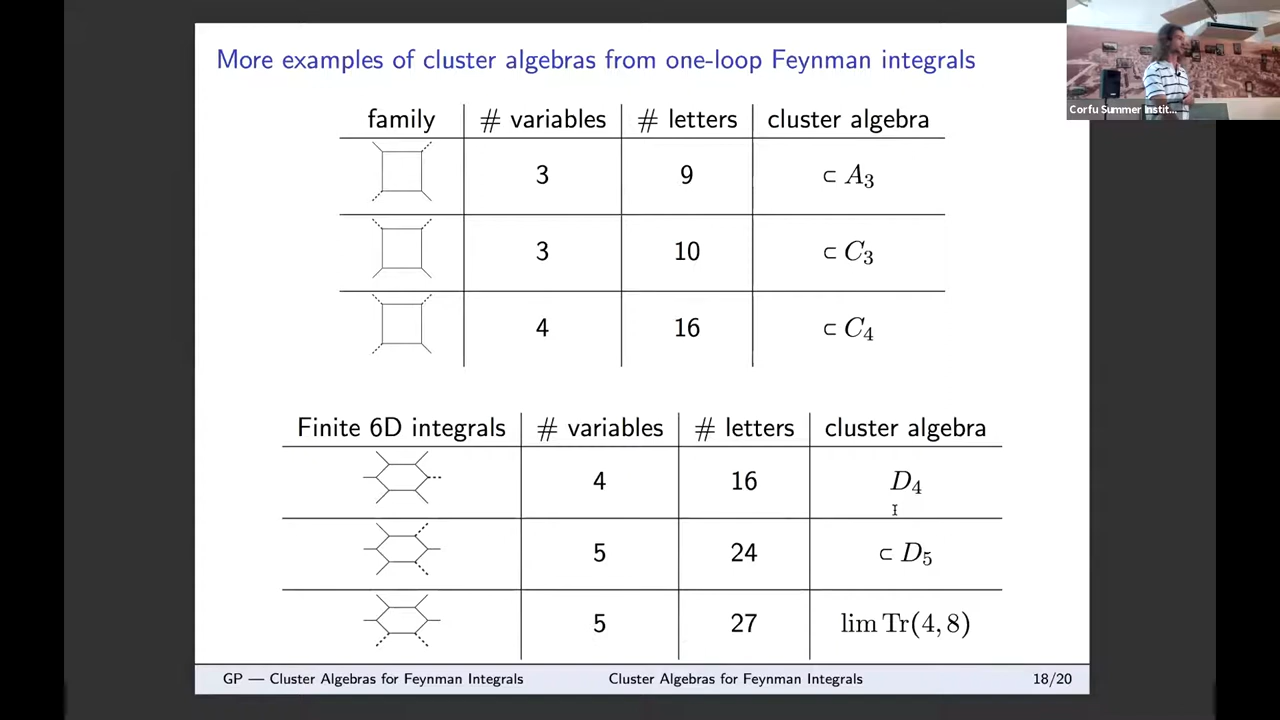 More examples of cluster algebras from one-loop Feynman integrals
Corfu Summer Instit...
family # variables # letters cluster algebra
3 9 ⊂ A₃
3 10 ⊂ C₃
4 16 ⊂ C₄
Finite 6D integrals # variables # letters cluster algebra
4 16 D₄
5 24 ⊂ D₅
5 27 lim Tr(4, 8)
GP — Cluster Algebras for Feynman Integrals Cluster Algebras for Feynman Integrals 18/20